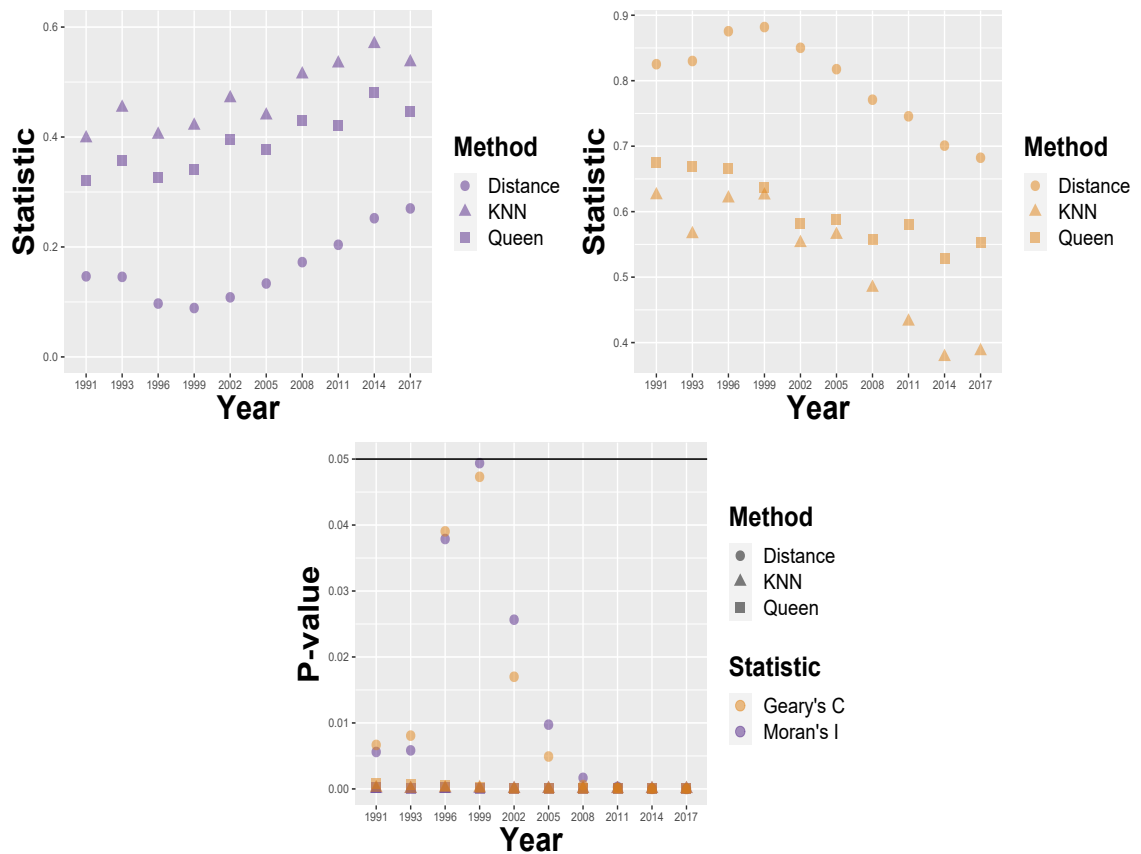 Statistic
0.6
0.4
0.2
0.0
1991 1993 1996 1999 2002 2005 2008 2011 2014 2017
Year
Method
Distance
KNN
Queen
Statistic
0.9
0.8
0.7
0.6
0.5
0.4
1991 1993 1996 1999 2002 2005 2008 2011 2014 2017
Year
Method
Distance
KNN
Queen
P-value
0.05
0.04
0.03
0.02
0.01
0.00
1991 1993 1996 1999 2002 2005 2008 2011 2014 2017
Year
Method
Distance
KNN
Queen
Statistic
Geary's C
Moran's I